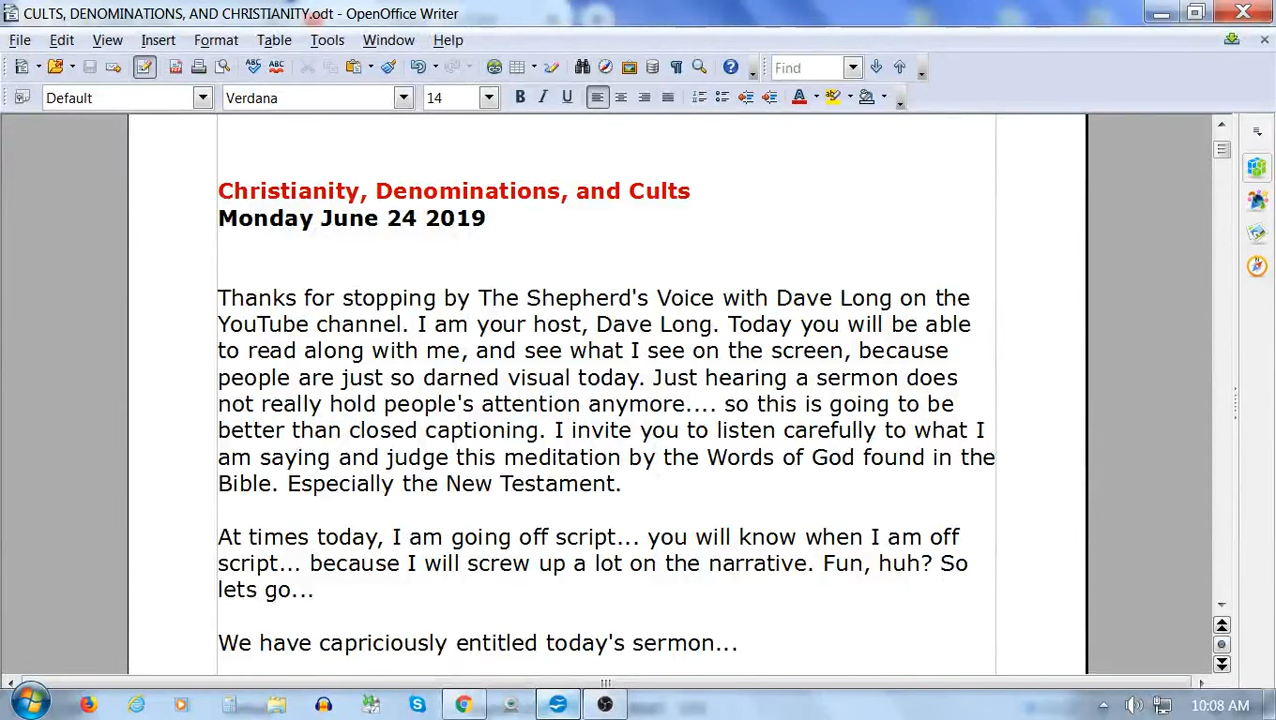 CULTS, DENOMINATIONS, AND CHRISTIANITY.odt - OpenOffice Writer
File Edit View Insert Format Table Tools Window Help
Find
Default Verdana 14
Christianity, Denominations, and Cults
Monday June 24 2019
Thanks for stopping by The Shepherd's Voice with Dave Long on the
YouTube channel. I am your host, Dave Long. Today you will be able
to read along with me, and see what I see on the screen, because
people are just so darned visual today. Just hearing a sermon does
not really hold people's attention anymore.... so this is going to be
better than closed captioning. I invite you to listen carefully to what I
am saying and judge this meditation by the Words of God found in the
Bible. Especially the New Testament.
At times today, I am going off script... you will know when I am off
script... because I will screw up a lot on the narrative. Fun, huh? So
lets go...
We have capriciously entitled today's sermon...
10:08 AM